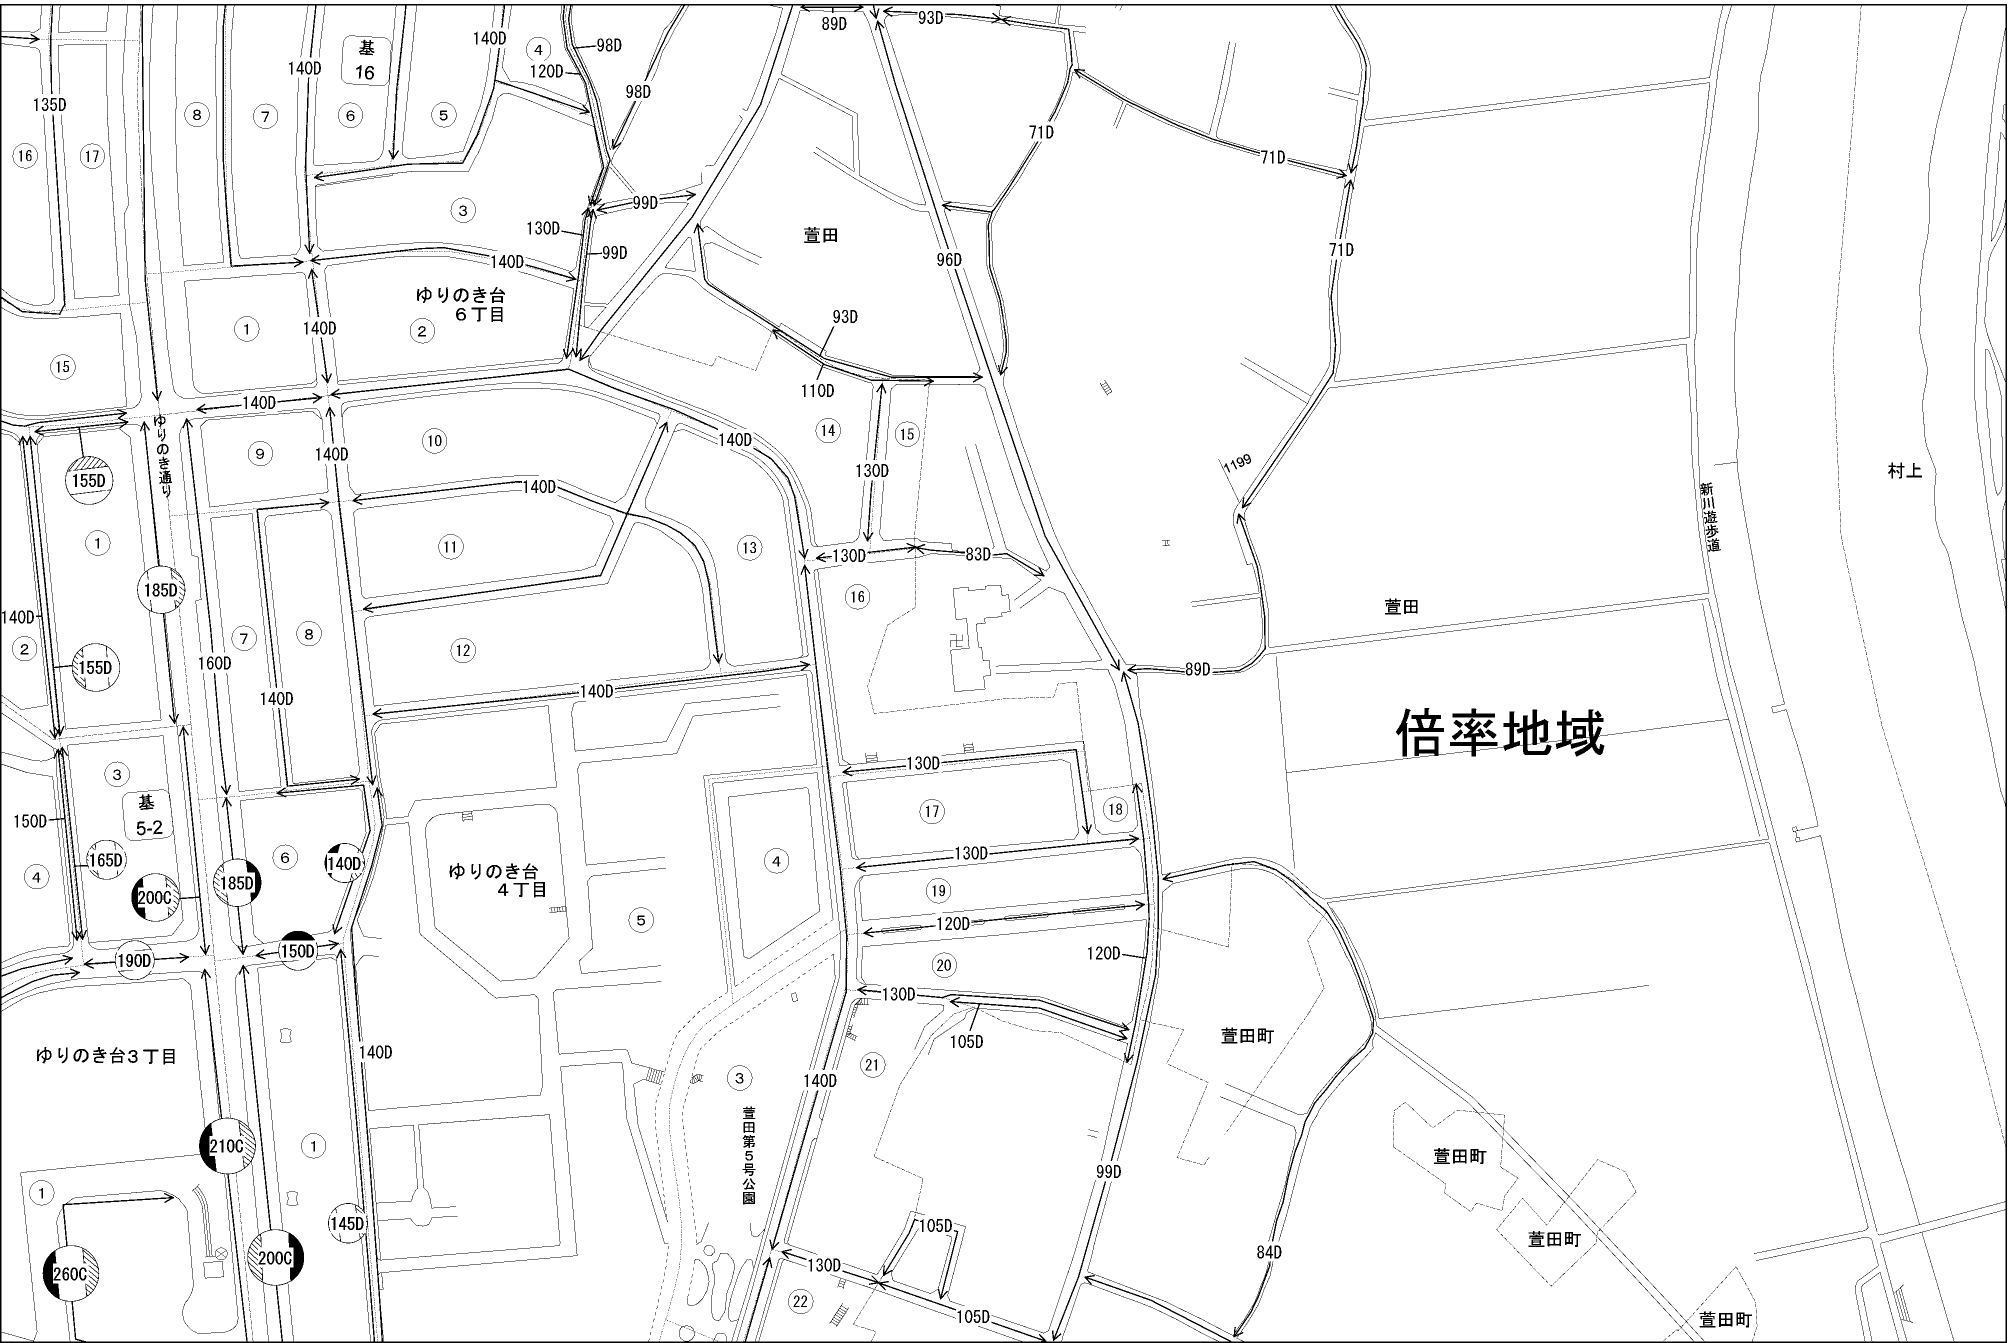 89D
93D
140D
④
98D
基
16
140D
120D
135D
98D
⑧
⑦
⑥
⑤
71D
⑯
⑰
71D
③
99D
130D
萱田
99D
71D
140D
96D
ゆりのき台
6丁目
①
140D
②
93D
⑮
110D
140D
ゆりのき通り
⑭
⑮
140D
⑩
⑨
140D
155D
130D
1199
村上
140D
新川遊歩道
①
⑪
⑬
130D
83D
185D
⑯
萱田
140D
②
⑦
⑧
⑫
155D
160D
89D
140D
140D
倍率地域
③
130D
基
5-2
⑰
⑱
150D
165D
⑥
140D
130D
④
ゆりのき台
4丁目
④
185D
200C
⑲
⑤
120D
190D
150D
120D
⑳
130D
萱田町
105D
ゆりのき台3丁目
140D
㉑
③
140D
210C
①
萱田第5号公園
萱田町
99D
①
145D
105D
萱田町
84D
200C
130D
260C
㉒
105D
萱田町